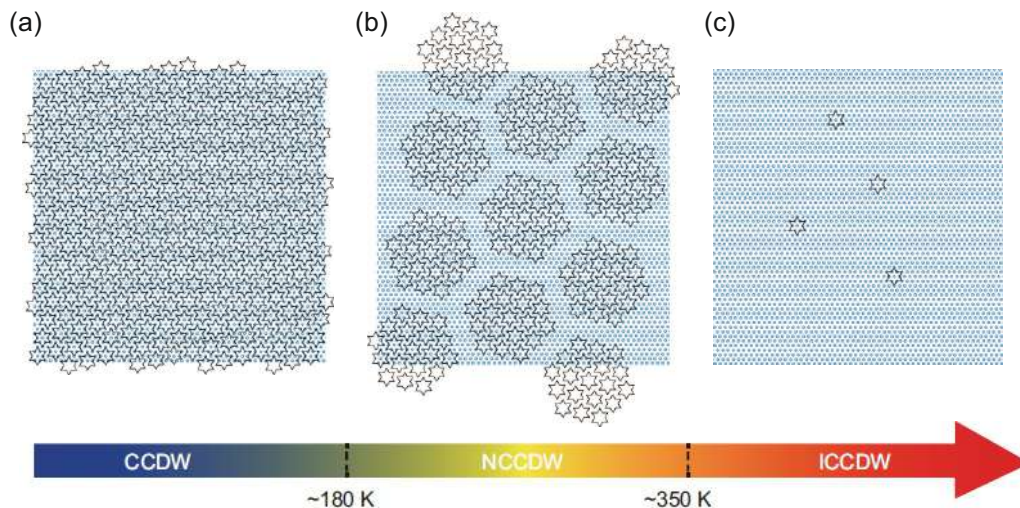 (a)
(b)
(c)
CCDW
NCCDW
ICCDW
~180 K
~350 K